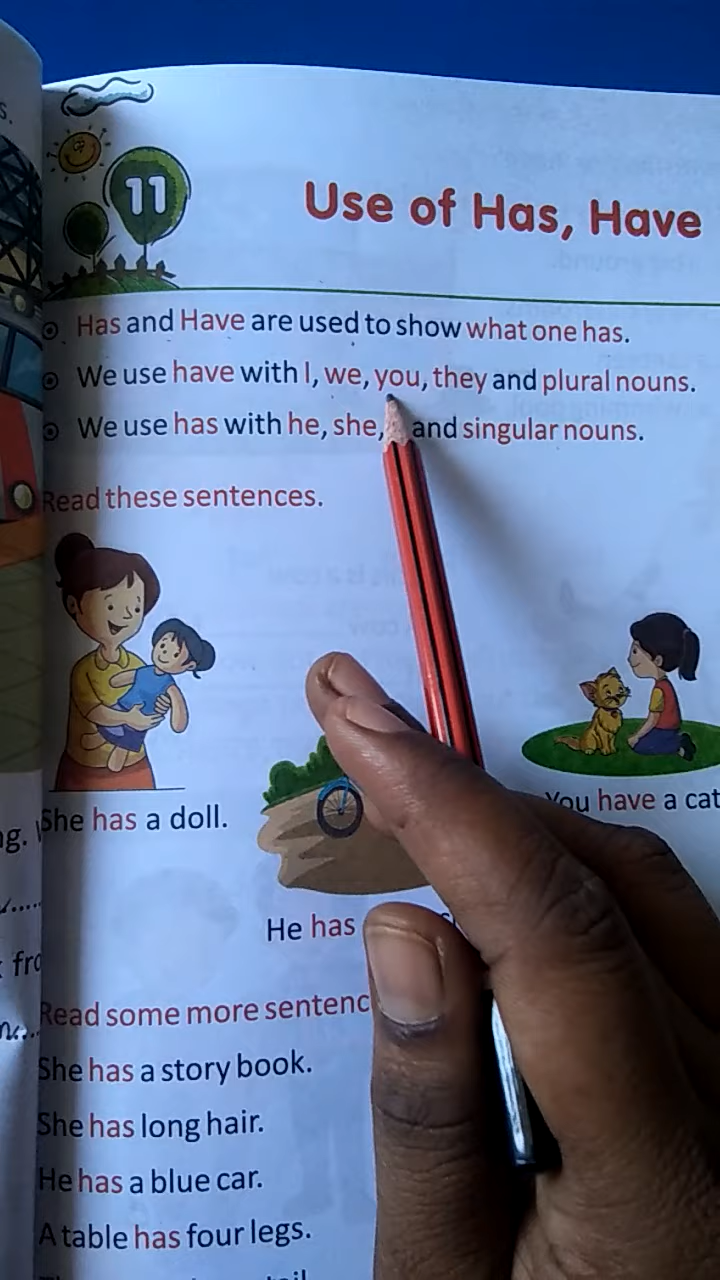 11
Use of Has, Have
Has and Have are used to show what one has.
We use have with I, we, you, they and plural nouns.
We use has with he, she, and singular nouns.
Read these sentences.
She has a doll.
You have a cat
He has
Read some more sentenc
She has a story book.
She has long hair.
He has a blue car.
A table has four legs.